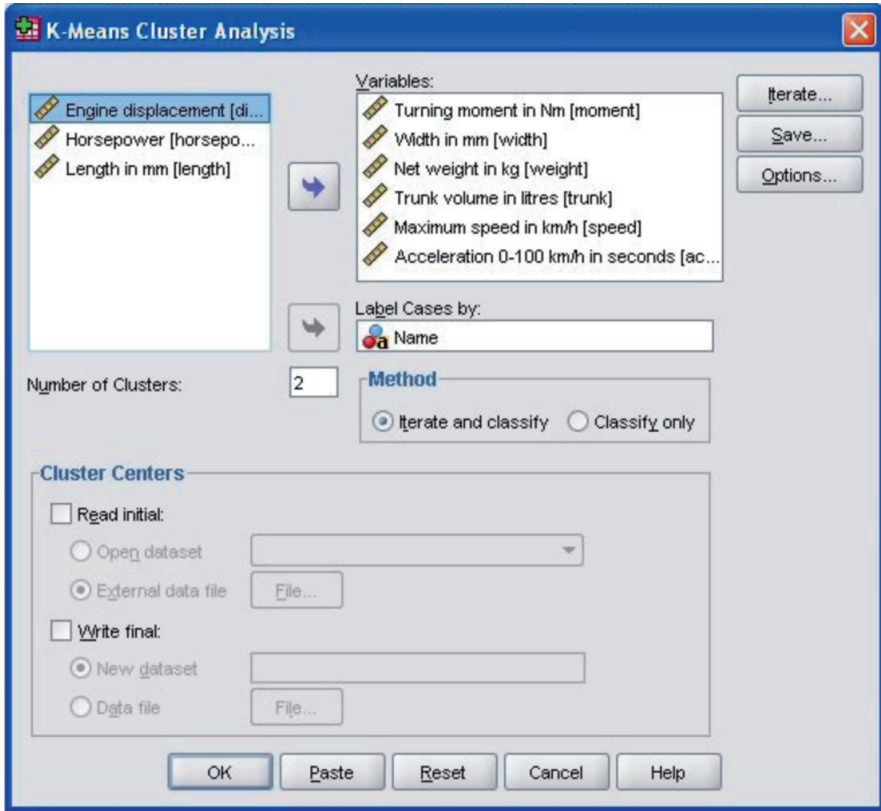 K-Means Cluster Analysis
Engine displacement [di...
Horsepower [horsepo...
Length in mm [length]
Variables:
Turning moment in Nm [moment]
Width in mm [width]
Net weight in kg [weight]
Trunk volume in litres [trunk]
Maximum speed in km/h [speed]
Acceleration 0-100 km/h in seconds [ac...
Iterate...
Save...
Options...
Label Cases by:
a Name
Number of Clusters:
2
Method
Iterate and classify
Classify only
Cluster Centers
Read initial:
Open dataset
External data file
File...
Write final:
New dataset
Data file
File...
OK
Paste
Reset
Cancel
Help